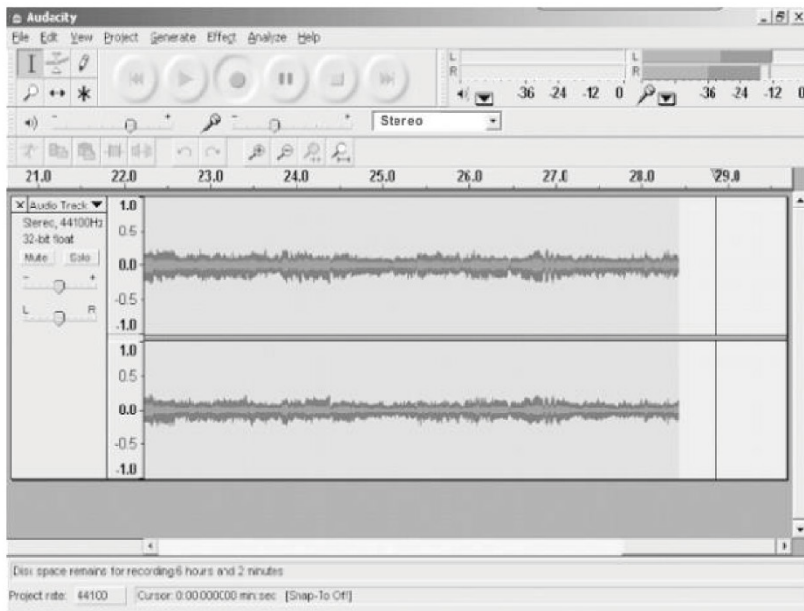 Audacity
File Edit View Project Generate Effect Analyze Help
L
R
-36 -24 -12 0
L
R
-36 -24 -12 0
- + - + Stereo
21.0 22.0 23.0 24.0 25.0 26.0 27.0 28.0 29.0
X Audio Track 1.0
Stereo, 44100Hz 0.5
32-bit float
Mute Solo 0.0
- +
-0.5
L R
-1.0
1.0
0.5
0.0
-0.5
-1.0
Disk space remains for recording 6 hours and 2 minutes
Project rate: 44100 Cursor: 0:00.000000 min:sec [Snap-To Off]